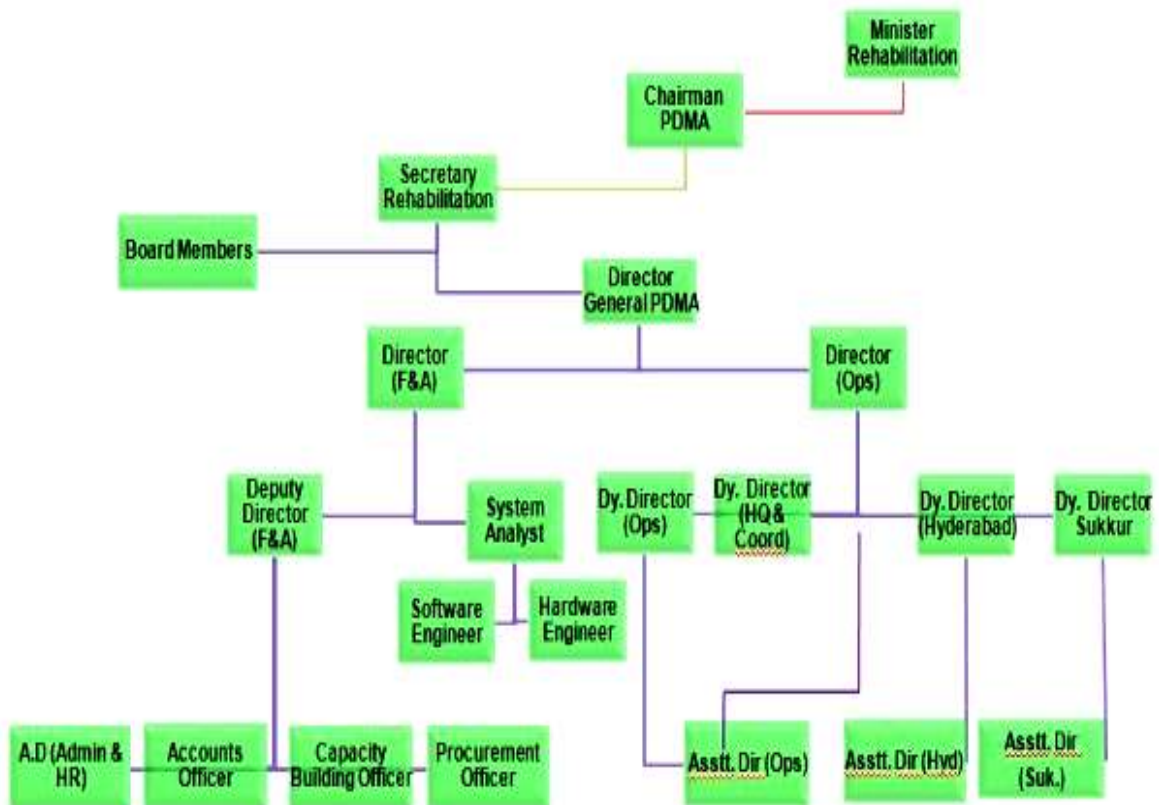 Minister
Rehabilitation
Chairman
PDMA
Secretary
Rehabilitation
Board Members
Director
General PDMA
Director
(F&A)
Director
(Ops)
Deputy
Director
(F&A)
System
Analyst
Dy. Director
(Ops)
Dy. Director
(HQ &
Coord)
Dy. Director
(Hyderabad)
Dy. Director
Sukkur
Software
Engineer
Hardware
Engineer
A.D (Admin &
HR)
Accounts
Officer
Capacity
Building Officer
Procurement
Officer
Asstt. Dir (Ops)
Asstt. Dir (Hyd)
Asstt. Dir
(Suk.)